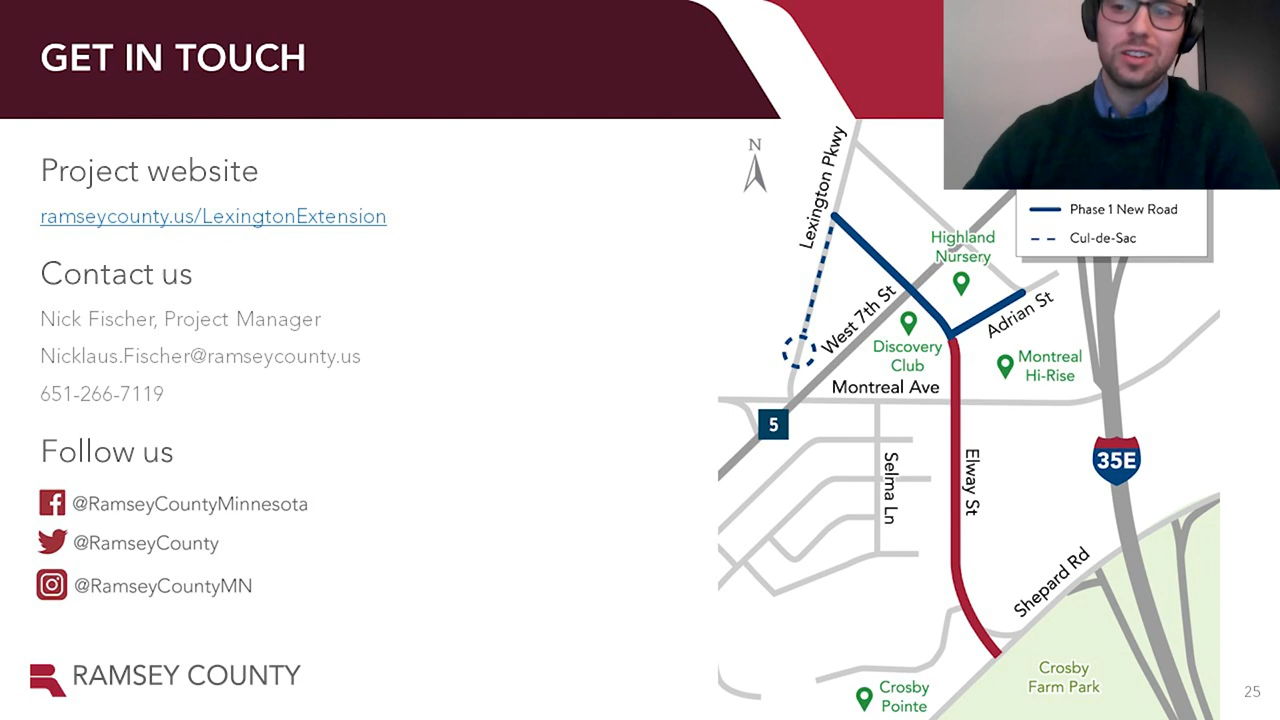 GET IN TOUCH
Project website
ramseycounty.us/LexingtonExtension
Contact us
Nick Fischer, Project Manager
Nicklaus.Fischer@ramseycounty.us
651-266-7119
Follow us
@RamseyCountyMinnesota
@RamseyCounty
@RamseyCountyMN
RAMSEY COUNTY
N
Lexington Pkwy
Phase 1 New Road
Cul-de-Sac
Highland
Nursery
West 7th St
Adrian St
Discovery
Club
Montreal
Hi-Rise
Montreal Ave
5
35E
Selma Ln
Elway St
Shepard Rd
Crosby
Farm Park
Crosby
Pointe
25